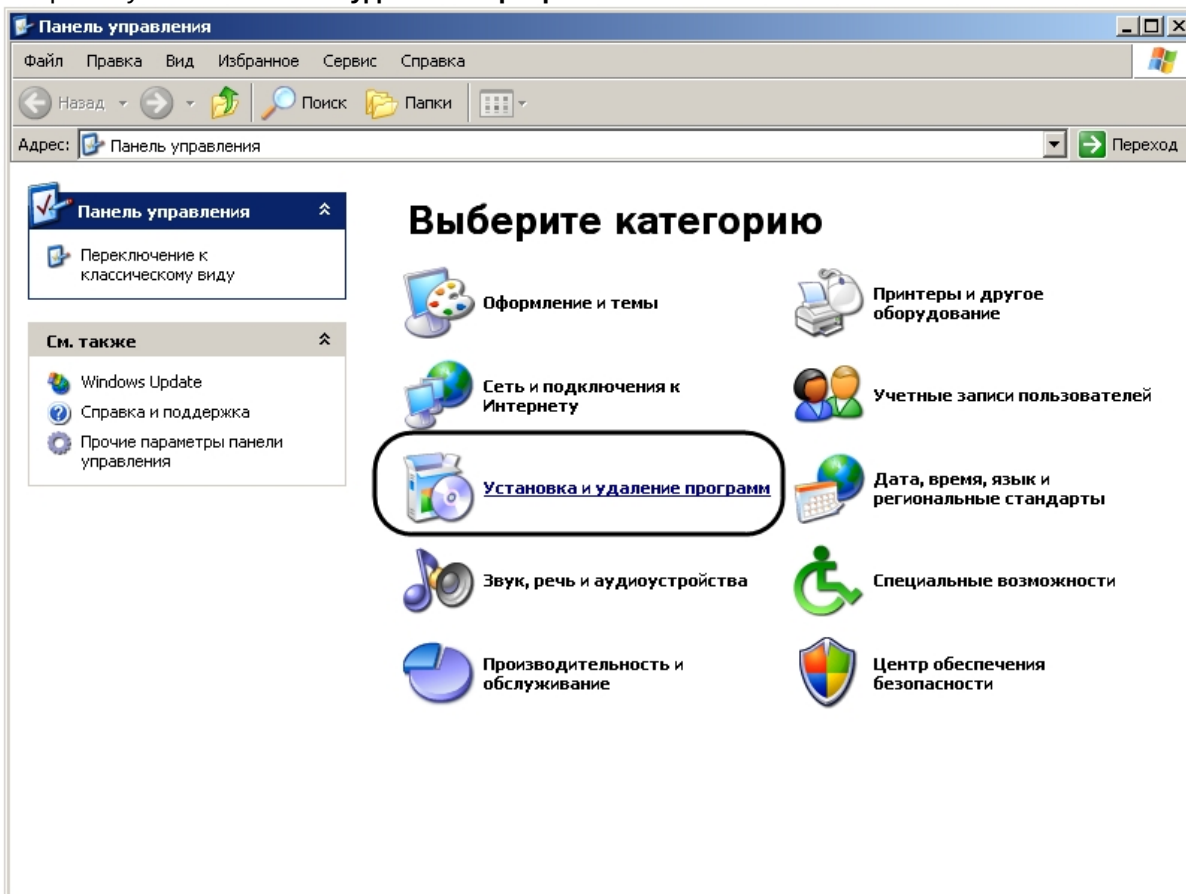 Панель управления
Файл Правка Вид Избранное Сервис Справка
Назад Поиск Папки
Адрес: Панель управления Переход
Панель управления
Переключение к
классическому виду
См. также
Windows Update
Справка и поддержка
Прочие параметры панели
управления
Выберите категорию
Оформление и темы
Принтеры и другое
оборудование
Сеть и подключения к
Интернету
Учетные записи пользователей
Установка и удаление программ
Дата, время, язык и
региональные стандарты
Звук, речь и аудиоустройства
Специальные возможности
Производительность и
обслуживание
Центр обеспечения
безопасности